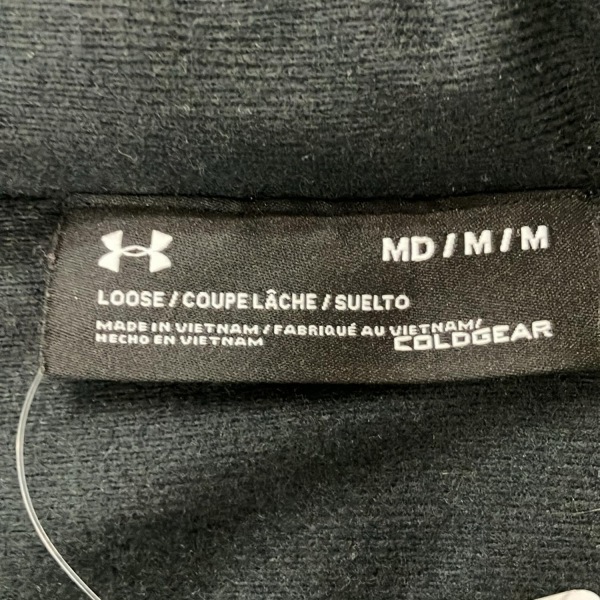 MD / M / M
LOOSE / COUPE LÂCHE / SUELTO
MADE IN VIETNAM / FABRIQUÉ AU VIETNAM/
HECHO EN VIETNAM
COLDGEAR